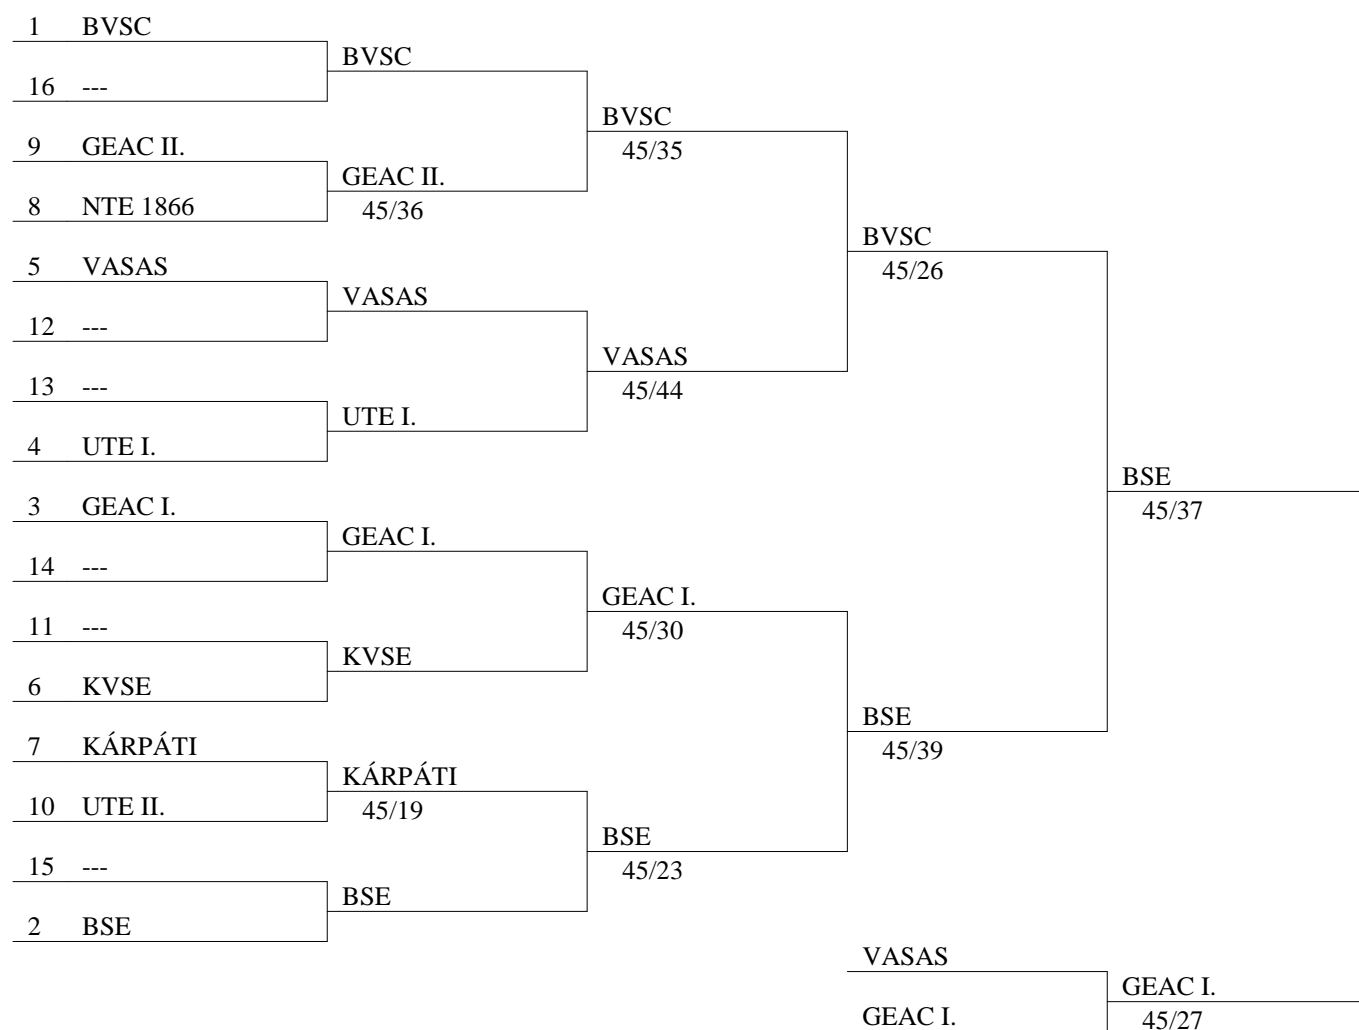 1 BVSC
BVSC
16 ---
BVSC
45/35
9 GEAC II.
GEAC II.
45/36
8 NTE 1866
BVSC
45/26
5 VASAS
VASAS
12 ---
VASAS
45/44
13 ---
UTE I.
4 UTE I.
BSE
45/37
3 GEAC I.
GEAC I.
14 ---
GEAC I.
45/30
11 ---
KVSE
6 KVSE
BSE
45/39
7 KÁRPÁTI
KÁRPÁTI
45/19
10 UTE II.
BSE
45/23
15 ---
BSE
2 BSE
VASAS
GEAC I.
45/27
GEAC I.